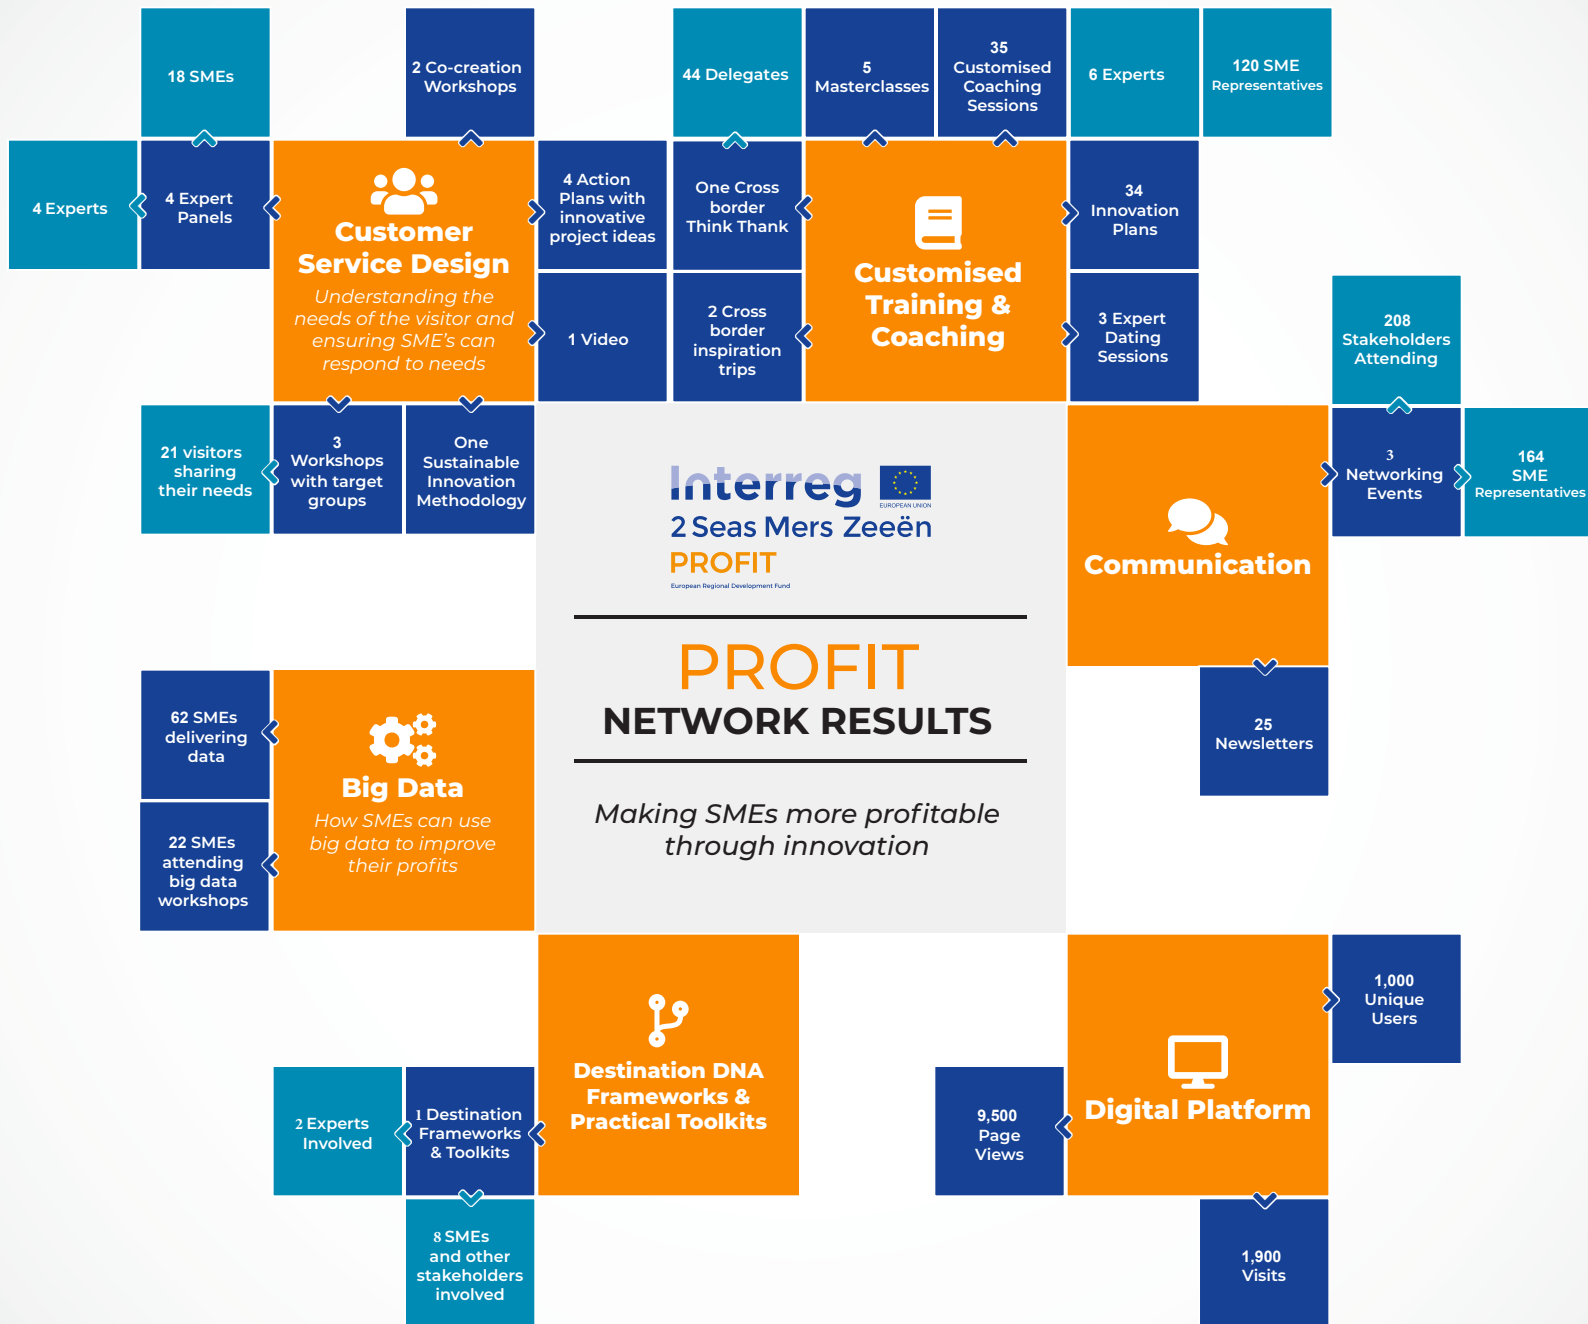 18 SMEs
2 Co-creation
Workshops
44 Delegates
5
Masterclasses
35
Customised
Coaching
Sessions
6 Experts
120 SME
Representatives
4 Experts
4 Expert
Panels
Customer
Service Design
Understanding the
needs of the visitor and
ensuring SME's can
respond to needs
4 Action
Plans with
innovative
project ideas
1 Video
One Cross
border
Think Thank
2 Cross
border
inspiration
trips
Customised
Training &
Coaching
34
Innovation
Plans
3 Expert
Dating
Sessions
208
Stakeholders
Attending
21 visitors
sharing
their needs
3
Workshops
with target
groups
One
Sustainable
Innovation
Methodology
Interreg
EUROPEAN UNION
2 Seas Mers Zeeën
PROFIT
European Regional Development Fund
PROFIT
NETWORK RESULTS
Making SMEs more profitable
through innovation
Communication
3
Networking
Events
164
SME
Representatives
25
Newsletters
62 SMEs
delivering
data
22 SMEs
attending
big data
workshops
Big Data
How SMEs can use
big data to improve
their profits
Destination DNA
Frameworks &
Practical Toolkits
1 Destination
Frameworks
& Toolkits
2 Experts
Involved
8 SMEs
and other
stakeholders
involved
Digital Platform
1,000
Unique
Users
9,500
Page
Views
1,900
Visits